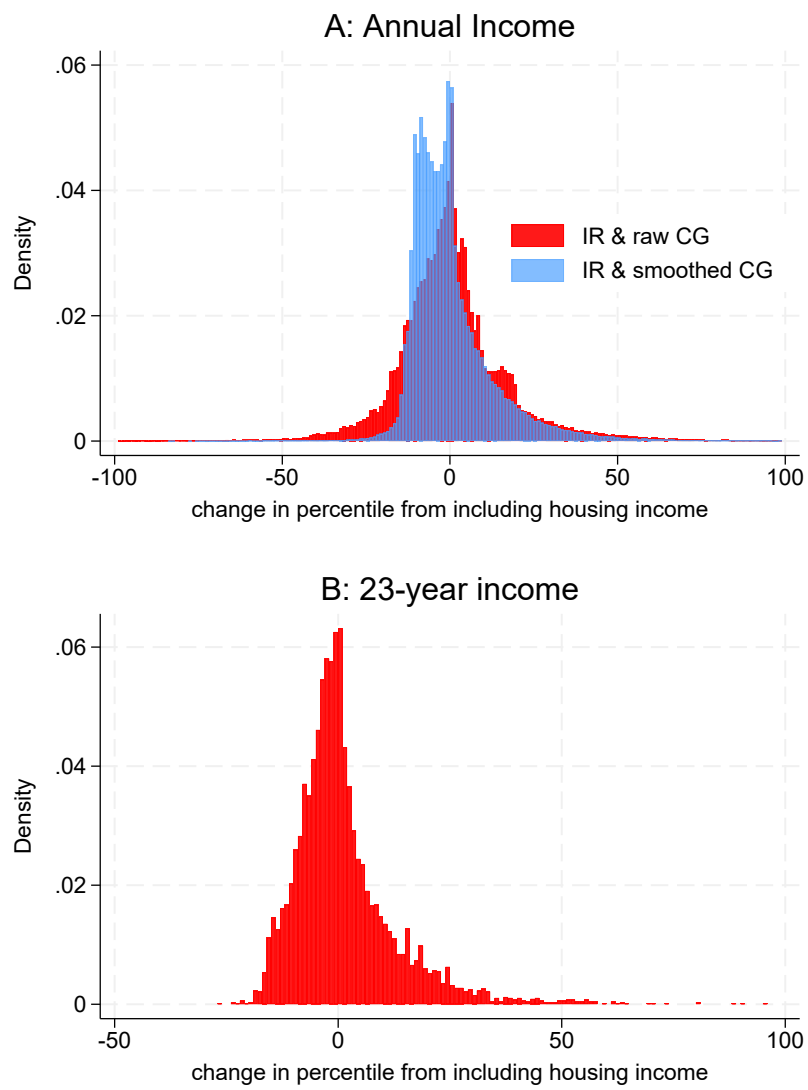 A: Annual Income
.06
.04
.02
0
Density
IR & raw CG
IR & smoothed CG
-100
-50
0
50
100
change in percentile from including housing income
B: 23-year income
.06
.04
.02
0
Density
-50
0
50
100
change in percentile from including housing income